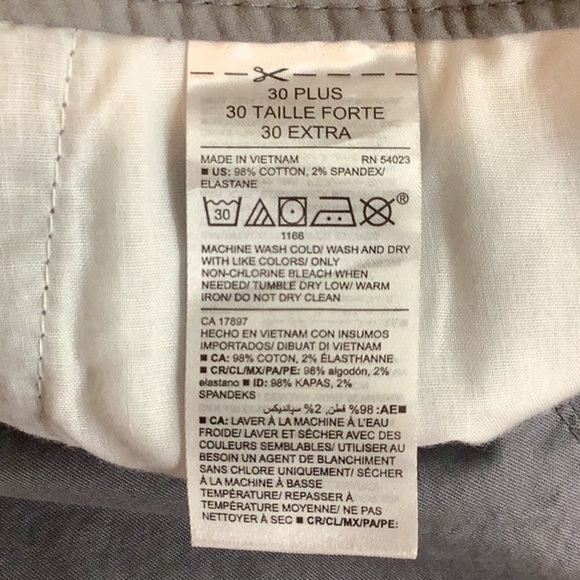 30 PLUS
30 TAILLE FORTE
30 EXTRA
MADE IN VIETNAM RN 54023
■ US: 98% COTTON, 2% SPANDEX/
ELASTANE
30
®
1166
MACHINE WASH COLD/ WASH AND DRY
WITH LIKE COLORS/ ONLY
NON-CHLORINE BLEACH WHEN
NEEDED/ TUMBLE DRY LOW/ WARM
IRON/ DO NOT DRY CLEAN
CA 17897
HECHO EN VIETNAM CON INSUMOS
IMPORTADOS/ DIBUAT DI VIETNAM
■ CA: 98% COTON, 2% ÉLASTHANNE
■ CR/CL/MX/PA/PE: 98% algodón, 2%
elastano ■ ID: 98% KAPAS, 2%
SPANDEKS
■ AE: 98% قطن, 2% سپاندیکس
■ CA: LAVER À LA MACHINE À L'EAU
FROIDE/ LAVER ET SÉCHER AVEC DES
COULEURS SEMBLABLES/ UTILISER AU
BESOIN UN AGENT DE BLANCHIMENT
SANS CHLORE UNIQUEMENT/ SÉCHER
À LA MACHINE À BASSE
TEMPÉRATURE/ REPASSER À
TEMPÉRATURE MOYENNE/ NE PAS
NETTOYER À SEC ■ CR/CL/MX/PA/PE: